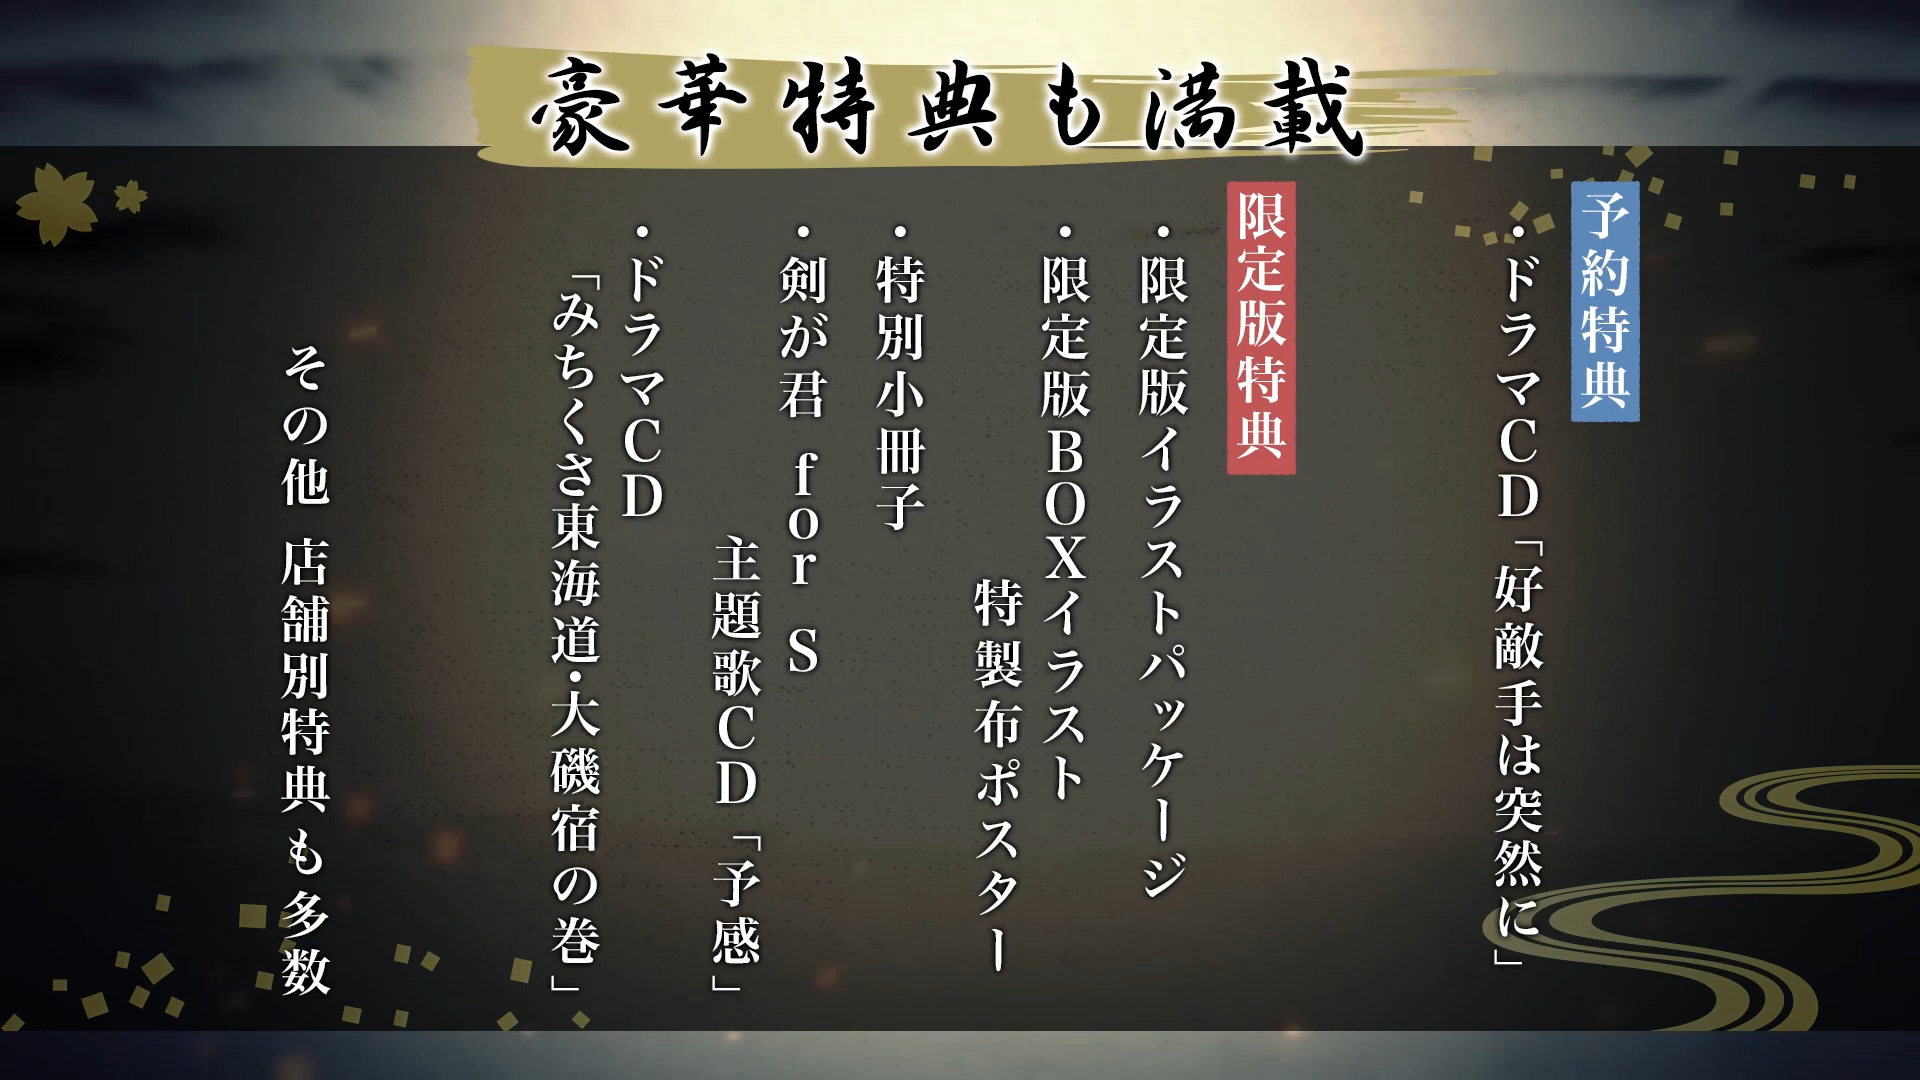 豪華特典も満載
予約特典
・ドラマCD「好敵手は突然に」
限定版特典
・限定版イラストパッケージ
・限定版BOXイラスト
特製布ポスター
・特別小冊子
・剣が君 for S
主題歌CD「予感」
・ドラマCD
「みちくさ東海道・大磯宿の巻」
その他 店舗別特典も多数